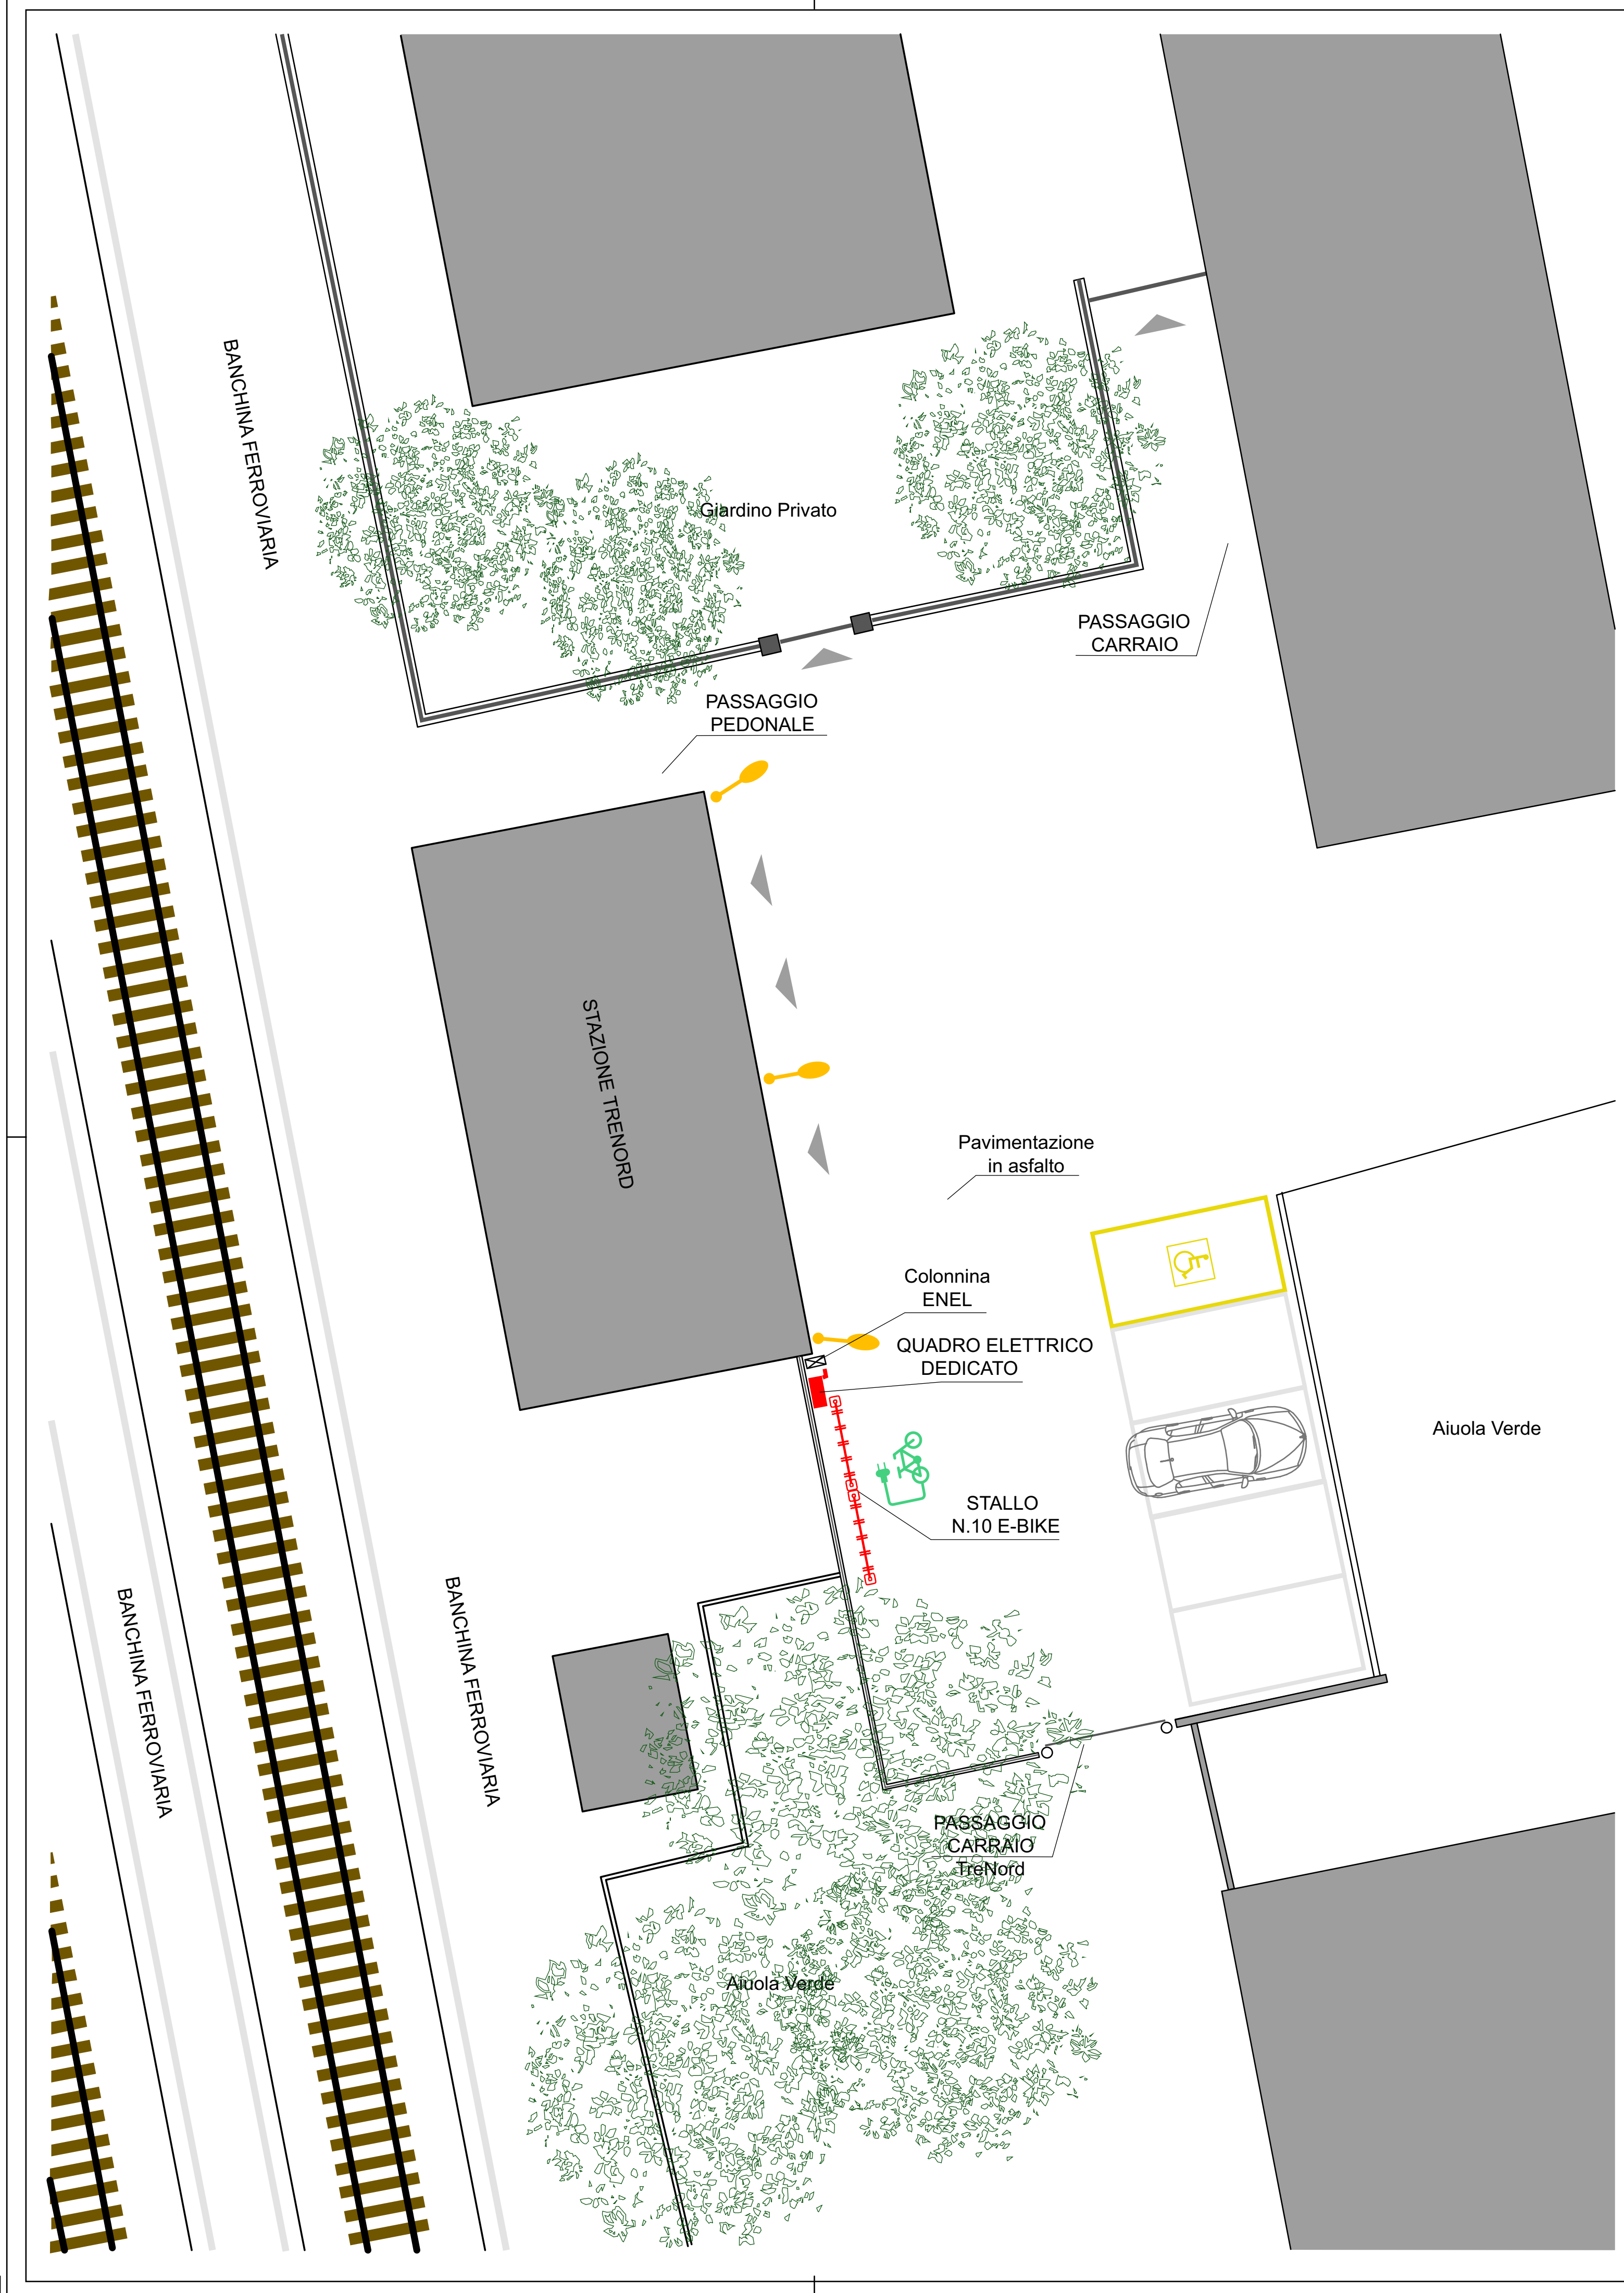 BANCHINA FERROVIARIA
Giardino Privato
PASSAGGIO
CARRAIO
PASSAGGIO
PEDONALE
STAZIONE TRENORD
Pavimentazione
in asfalto
Colonnina
ENEL
QUADRO ELETTRICO
DEDICATO
Aiuola Verde
STALLO
N.10 E-BIKE
BANCHINA FERROVIARIA
BANCHINA FERROVIARIA
PASSAGGIO
CARRAIO
TreNord
Aiuola Verde